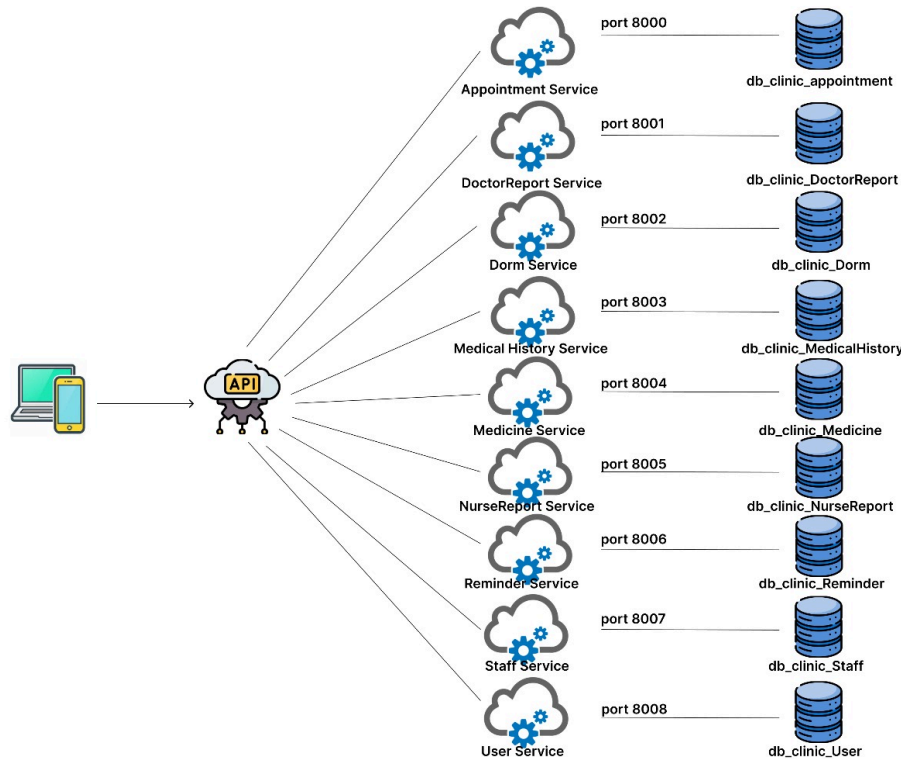 port 8000
Appointment Service
db_clinic_appointment
port 8001
DoctorReport Service
db_clinic_DoctorReport
port 8002
Dorm Service
db_clinic_Dorm
port 8003
Medical History Service
db_clinic_MedicalHistory
API
port 8004
Medicine Service
db_clinic_Medicine
port 8005
NurseReport Service
db_clinic_NurseReport
port 8006
Reminder Service
db_clinic_Reminder
port 8007
Staff Service
db_clinic_Staff
port 8008
User Service
db_clinic_User